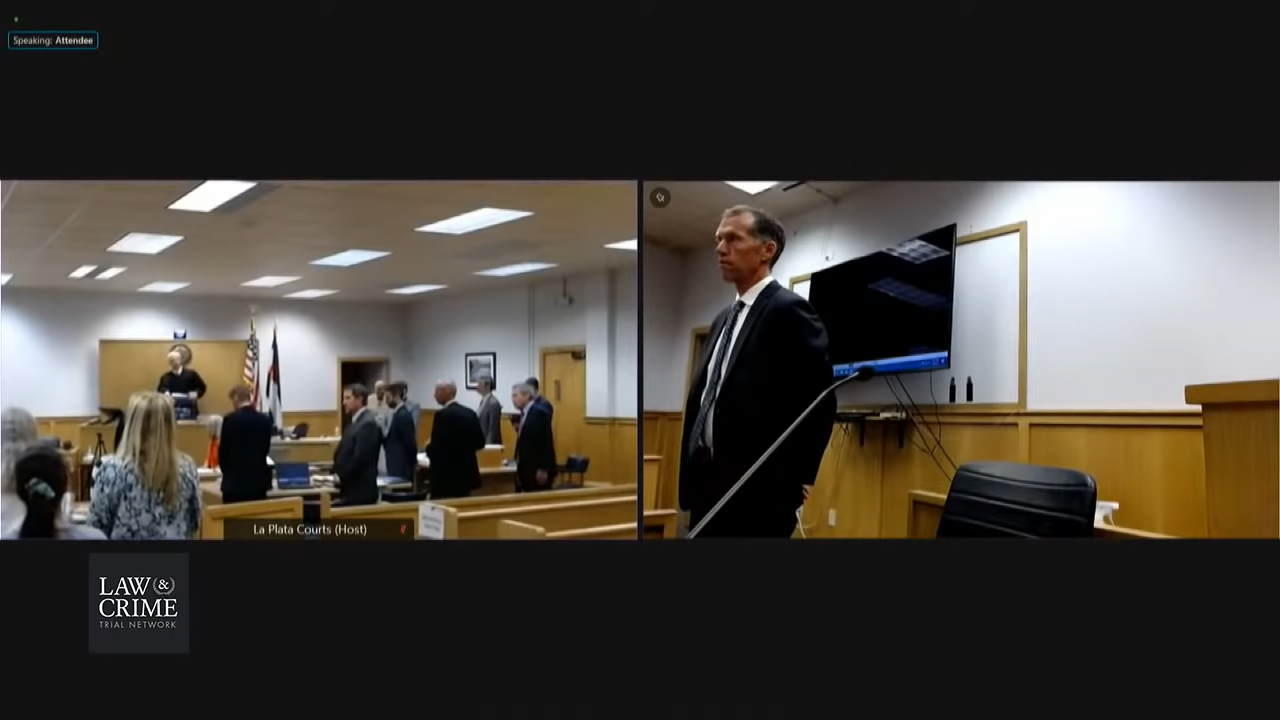 Speaking: Attendee
La Plata Courts (Host)
LAW &
CRIME
TRIAL NETWORK